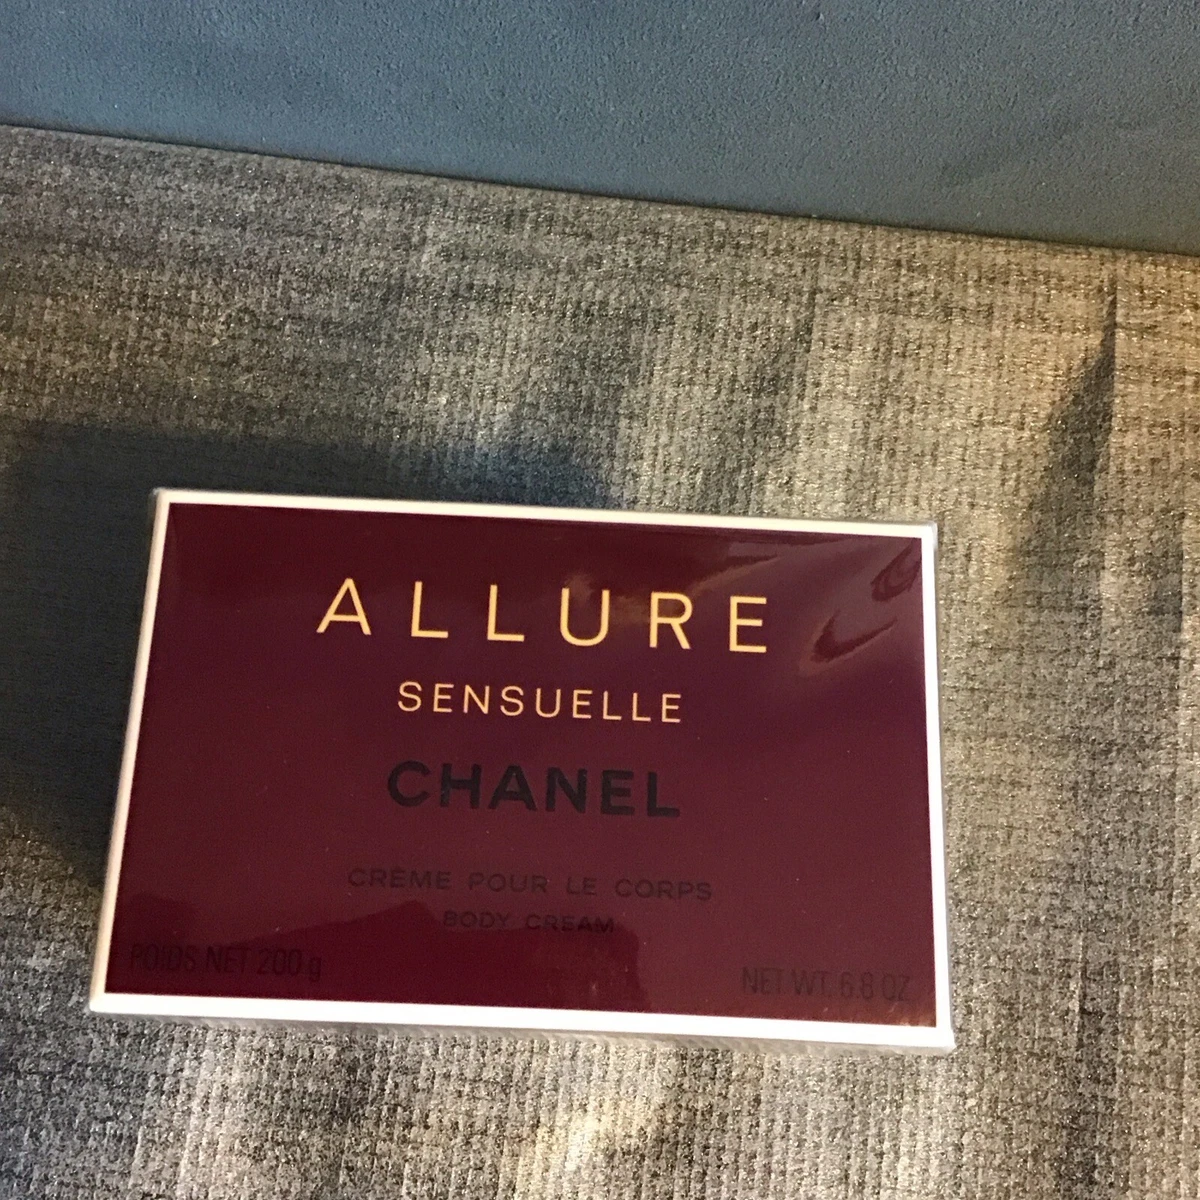 ALLURE
SENSUELLE
CHANEL
CRÈME POUR LE CORPS
BODY CREAM
POIDS NET 200 g
NET WT. 6.8 OZ